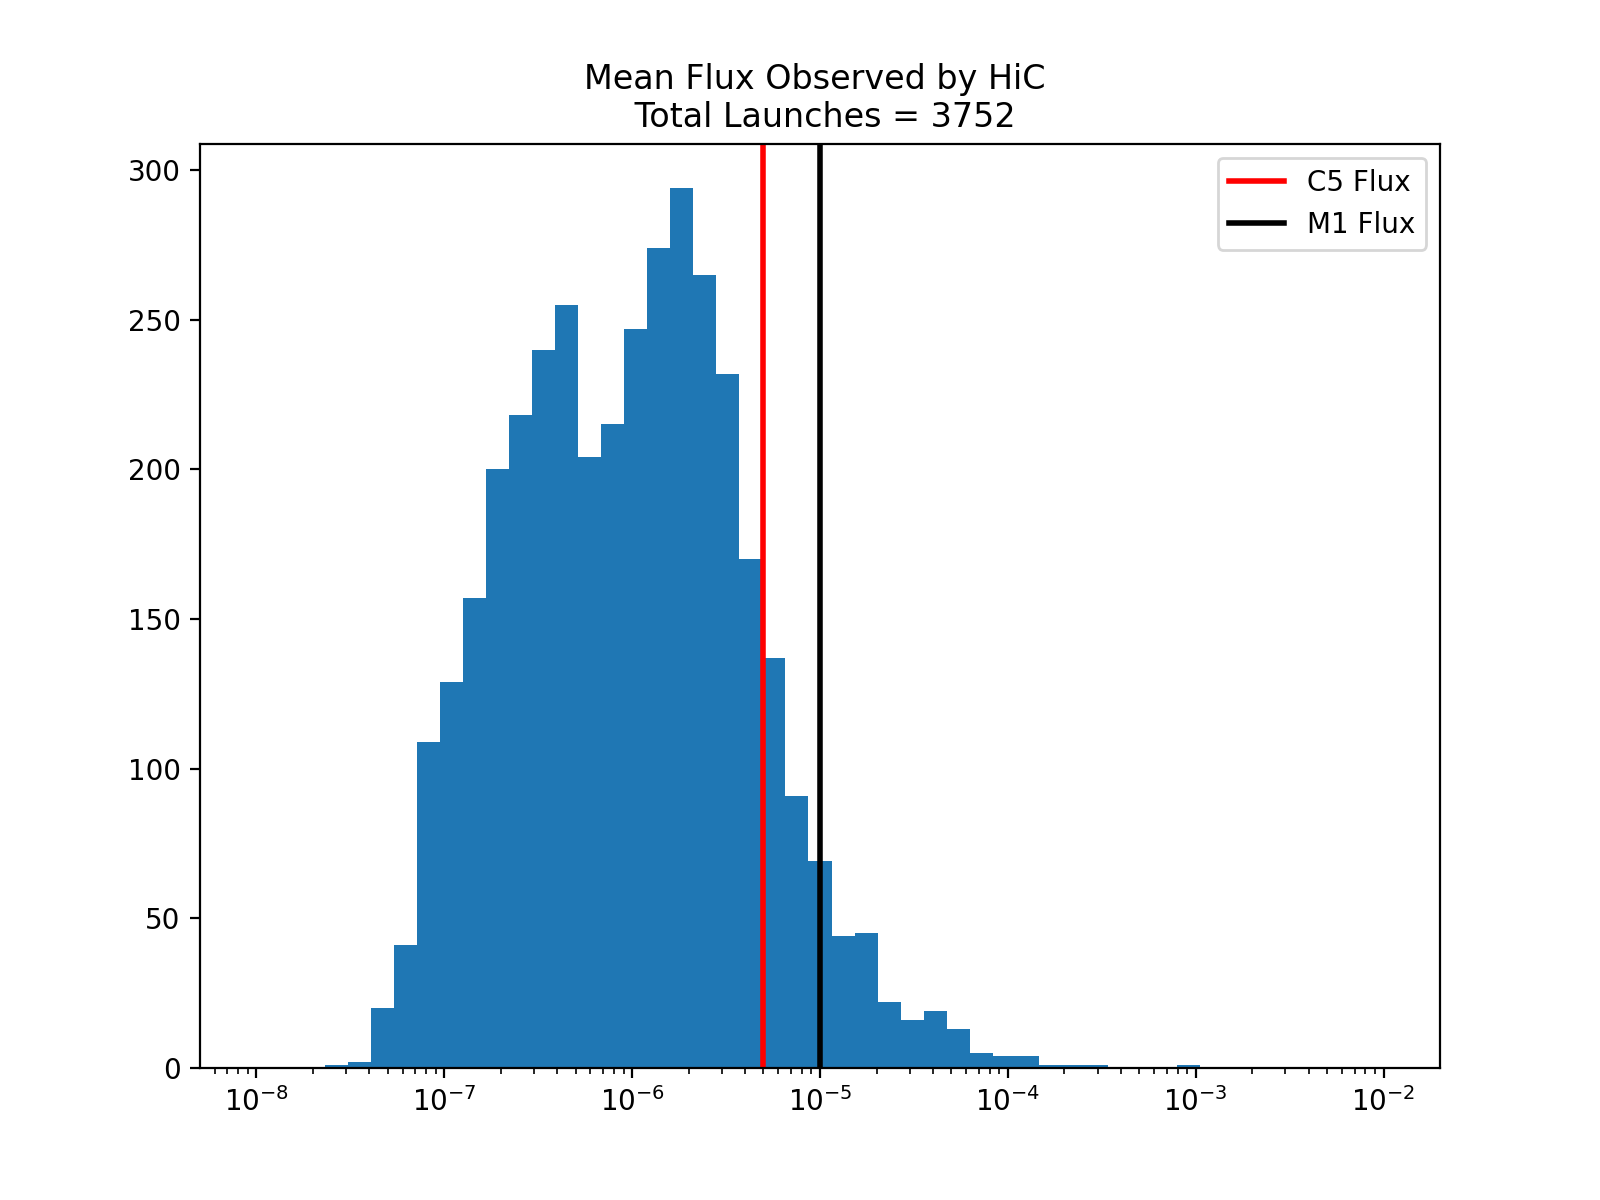 Mean Flux Observed by HiC
Total Launches = 3752
C5 Flux
M1 Flux
300
250
200
150
100
50
0
10⁻⁸ 10⁻⁷ 10⁻⁶ 10⁻⁵ 10⁻⁴ 10⁻³ 10⁻²